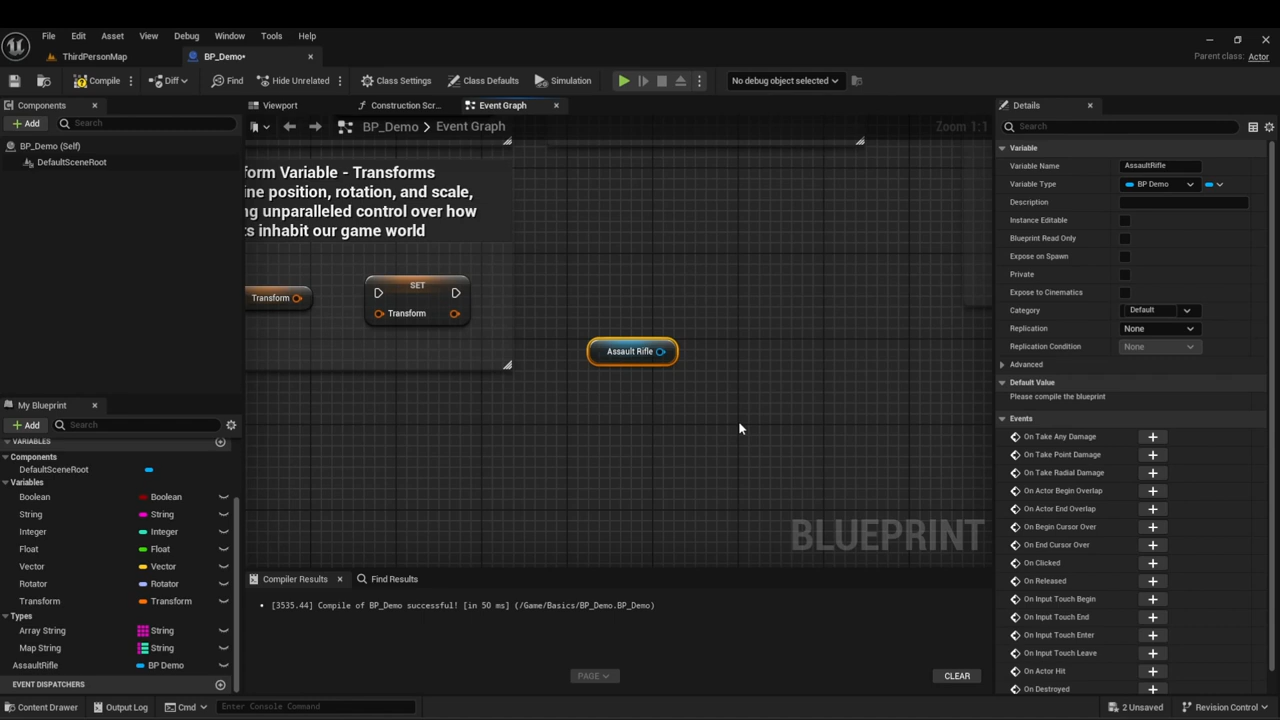 File Edit Asset View Debug Window Tools Help
ThirdPersonMap BP_Demo•
Parent class: Actor
Compile Diff Find Hide Unrelated Class Settings Class Defaults Simulation No debug object selected
Components
Add Search
BP_Demo (Self)
DefaultSceneRoot
Viewport Construction Scr... Event Graph
BP_Demo > Event Graph Zoom 1:1
form Variable - Transforms
ine position, rotation, and scale,
ng unparalleled control over how
ts inhabit our game world
Transform
SET
Transform
Assault Rifle
BLUEPRINT
My Blueprint
Add Search
VARIABLES
Components
DefaultSceneRoot
Variables
Boolean Boolean
String String
Integer Integer
Float Float
Vector Vector
Rotator Rotator
Transform Transform
Types
Array String String
Map String String
AssaultRifle BP Demo
EVENT DISPATCHERS
Compiler Results Find Results
[3535.44] Compile of BP_Demo successful! [in 50 ms] (/Game/Basics/BP_Demo.BP_Demo)
PAGE CLEAR
Details
Search
Variable
Variable Name AssaultRifle
Variable Type BP Demo
Description
Instance Editable
Blueprint Read Only
Expose on Spawn
Private
Expose to Cinematics
Category Default
Replication None
Replication Condition None
Advanced
Default Value
Please compile the blueprint
Events
On Take Any Damage
On Take Point Damage
On Take Radial Damage
On Actor Begin Overlap
On Actor End Overlap
On Begin Cursor Over
On End Cursor Over
On Clicked
On Released
On Input Touch Begin
On Input Touch End
On Input Touch Enter
On Input Touch Leave
On Actor Hit
On Destroyed
Content Drawer Output Log Cmd Enter Console Command 2 Unsaved Revision Control